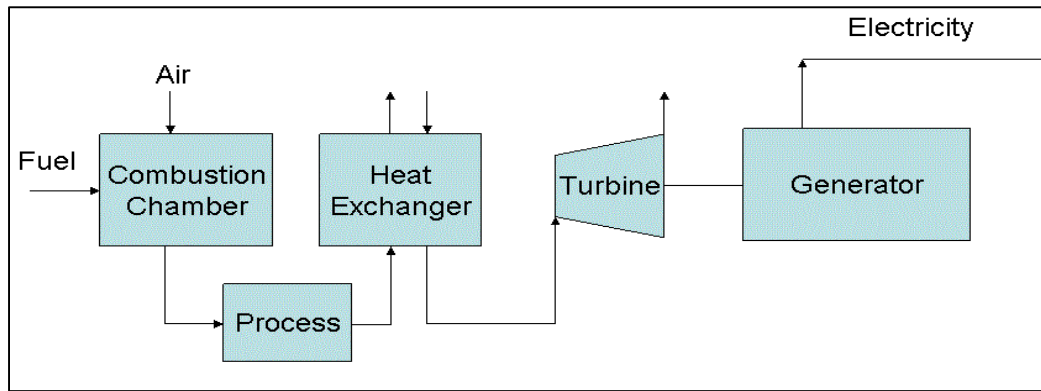 Electricity
Air
Fuel
Combustion
Chamber
Heat
Exchanger
Turbine
Generator
Process